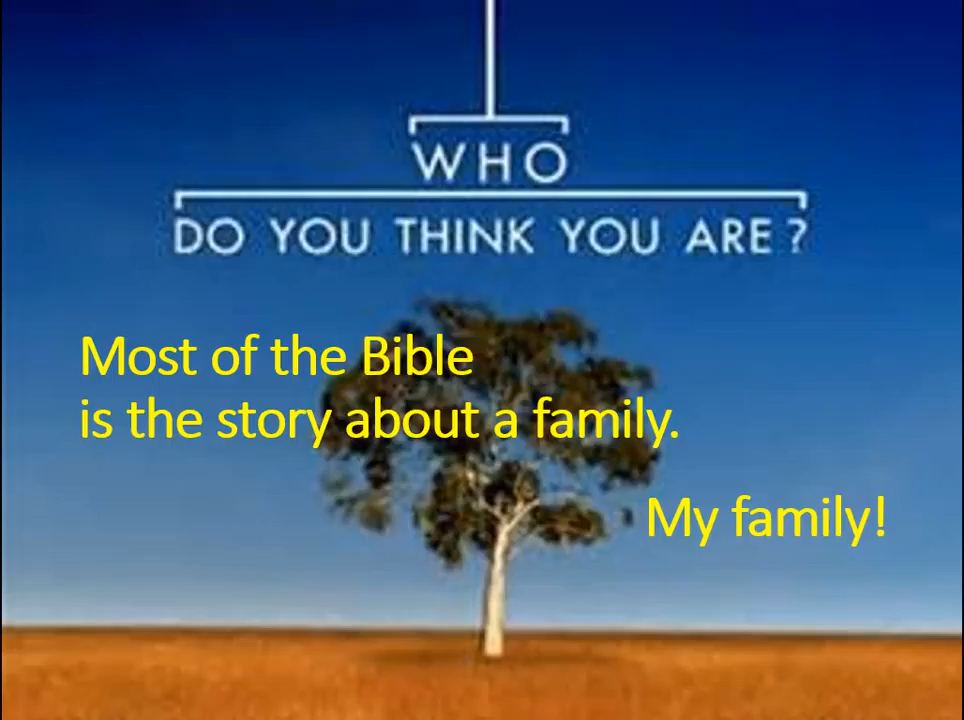 WHO
DO YOU THINK YOU ARE?
Most of the Bible
is the story about a family.
My family!